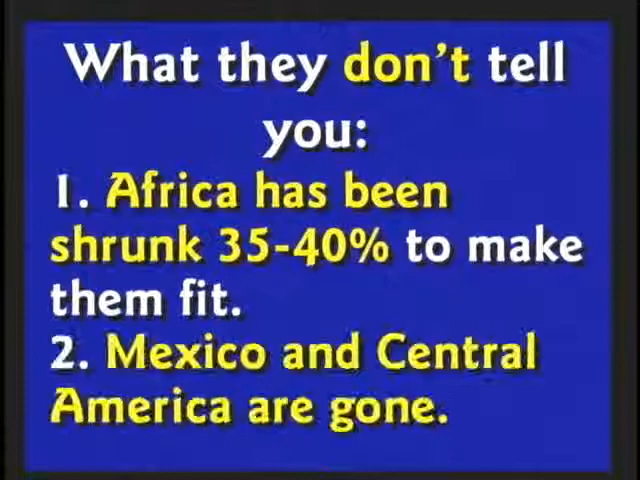 What they don't tell
you:
1. Africa has been
shrunk 35-40% to make
them fit.
2. Mexico and Central
America are gone.